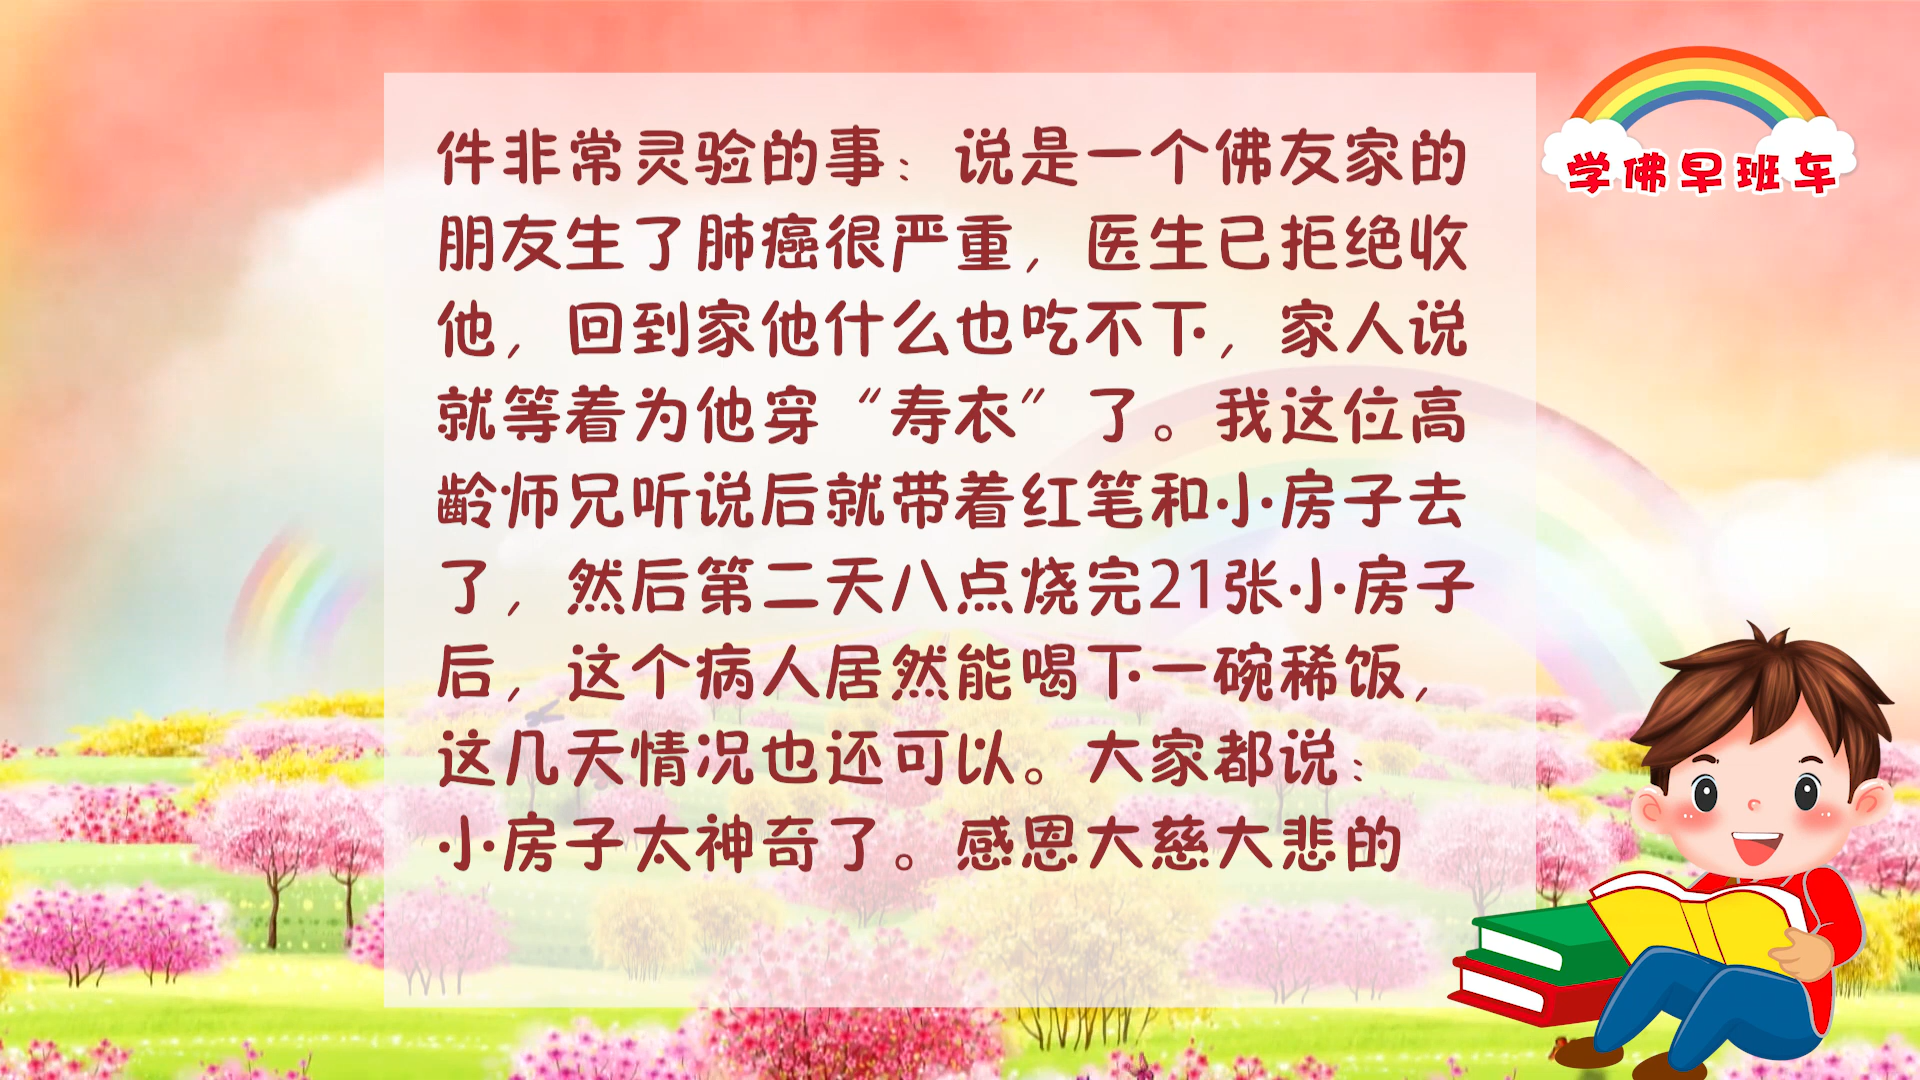 件非常灵验的事：说是一个佛友家的
朋友生了肺癌很严重，医生已拒绝收
他，回到家他什么也吃不下，家人说
就等着为他穿“寿衣”了。我这位高
龄师兄听说后就带着红笔和小房子去
了，然后第二天八点烧完21张小房子
后，这个病人居然能喝下一碗稀饭，
这几天情况也还可以。大家都说：
小房子太神奇了。感恩大慈大悲的
学佛早班车